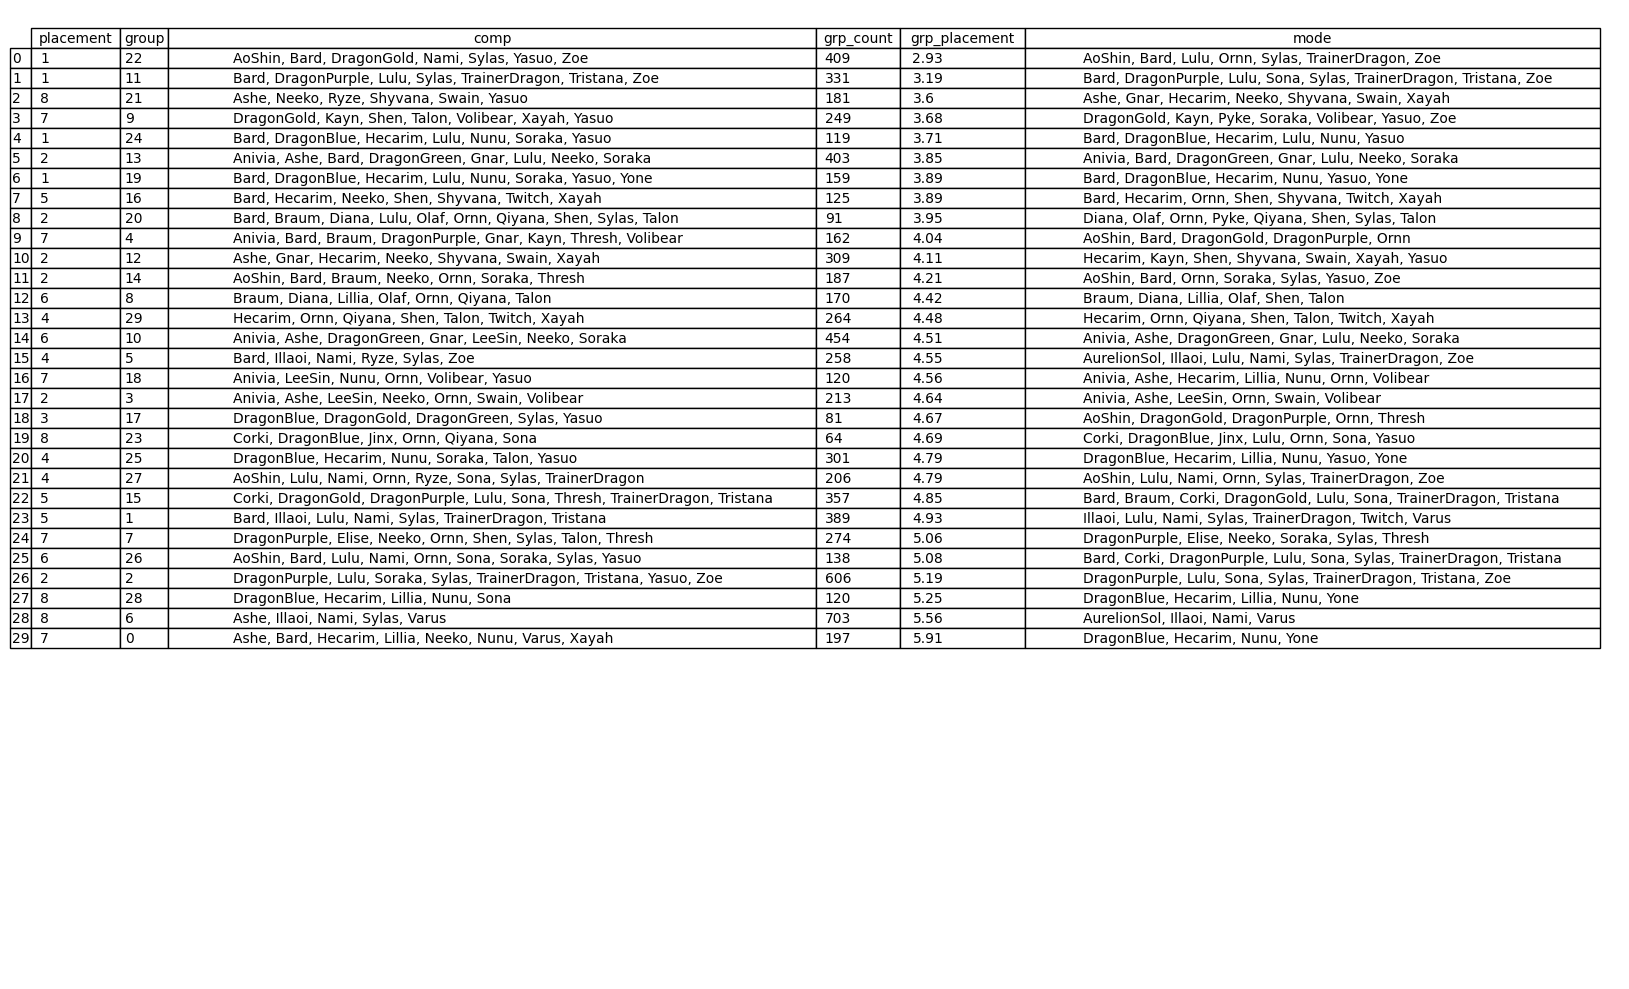 placement group comp grp_count grp_placement mode
0 1 22 AoShin, Bard, DragonGold, Nami, Sylas, Yasuo, Zoe 409 2.93 AoShin, Bard, Lulu, Ornn, Sylas, TrainerDragon, Zoe
1 1 11 Bard, DragonPurple, Lulu, Sylas, TrainerDragon, Tristana, Zoe 331 3.19 Bard, DragonPurple, Lulu, Sona, Sylas, TrainerDragon, Tristana, Zoe
2 8 21 Ashe, Neeko, Ryze, Shyvana, Swain, Yasuo 181 3.6 Ashe, Gnar, Hecarim, Neeko, Shyvana, Swain, Xayah
3 7 9 DragonGold, Kayn, Shen, Talon, Volibear, Xayah, Yasuo 249 3.68 DragonGold, Kayn, Pyke, Soraka, Volibear, Yasuo, Zoe
4 1 24 Bard, DragonBlue, Hecarim, Lulu, Nunu, Soraka, Yasuo 119 3.71 Bard, DragonBlue, Hecarim, Lulu, Nunu, Yasuo
5 2 13 Anivia, Ashe, Bard, DragonGreen, Gnar, Lulu, Neeko, Soraka 403 3.85 Anivia, Bard, DragonGreen, Gnar, Lulu, Neeko, Soraka
6 1 19 Bard, DragonBlue, Hecarim, Lulu, Nunu, Soraka, Yasuo, Yone 159 3.89 Bard, DragonBlue, Hecarim, Nunu, Yasuo, Yone
7 5 16 Bard, Hecarim, Neeko, Shen, Shyvana, Twitch, Xayah 125 3.89 Bard, Hecarim, Ornn, Shen, Shyvana, Twitch, Xayah
8 2 20 Bard, Braum, Diana, Lulu, Olaf, Ornn, Qiyana, Shen, Sylas, Talon 91 3.95 Diana, Olaf, Ornn, Pyke, Qiyana, Shen, Sylas, Talon
9 7 4 Anivia, Bard, Braum, DragonPurple, Gnar, Kayn, Thresh, Volibear 162 4.04 AoShin, Bard, DragonGold, DragonPurple, Ornn
10 2 12 Ashe, Gnar, Hecarim, Neeko, Shyvana, Swain, Xayah 309 4.11 Hecarim, Kayn, Shen, Shyvana, Swain, Xayah, Yasuo
11 2 14 AoShin, Bard, Braum, Neeko, Ornn, Soraka, Thresh 187 4.21 AoShin, Bard, Ornn, Soraka, Sylas, Yasuo, Zoe
12 6 8 Braum, Diana, Lillia, Olaf, Ornn, Qiyana, Talon 170 4.42 Braum, Diana, Lillia, Olaf, Shen, Talon
13 4 29 Hecarim, Ornn, Qiyana, Shen, Talon, Twitch, Xayah 264 4.48 Hecarim, Ornn, Qiyana, Shen, Talon, Twitch, Xayah
14 6 10 Anivia, Ashe, DragonGreen, Gnar, LeeSin, Neeko, Soraka 454 4.51 Anivia, Ashe, DragonGreen, Gnar, Lulu, Neeko, Soraka
15 4 5 Bard, Illaoi, Nami, Ryze, Sylas, Zoe 258 4.55 AurelionSol, Illaoi, Lulu, Nami, Sylas, TrainerDragon, Zoe
16 7 18 Anivia, LeeSin, Nunu, Ornn, Volibear, Yasuo 120 4.56 Anivia, Ashe, Hecarim, Lillia, Nunu, Ornn, Volibear
17 2 3 Anivia, Ashe, LeeSin, Neeko, Ornn, Swain, Volibear 213 4.64 Anivia, Ashe, LeeSin, Ornn, Swain, Volibear
18 3 17 DragonBlue, DragonGold, DragonGreen, Sylas, Yasuo 81 4.67 AoShin, DragonGold, DragonPurple, Ornn, Thresh
19 8 23 Corki, DragonBlue, Jinx, Ornn, Qiyana, Sona 64 4.69 Corki, DragonBlue, Jinx, Lulu, Ornn, Sona, Yasuo
20 4 25 DragonBlue, Hecarim, Nunu, Soraka, Talon, Yasuo 301 4.79 DragonBlue, Hecarim, Lillia, Nunu, Yasuo, Yone
21 4 27 AoShin, Lulu, Nami, Ornn, Ryze, Sona, Sylas, TrainerDragon 206 4.79 AoShin, Lulu, Nami, Ornn, Sylas, TrainerDragon, Zoe
22 5 15 Corki, DragonGold, DragonPurple, Lulu, Sona, Thresh, TrainerDragon, Tristana 357 4.85 Bard, Braum, Corki, DragonGold, Lulu, Sona, TrainerDragon, Tristana
23 5 1 Bard, Illaoi, Lulu, Nami, Sylas, TrainerDragon, Tristana 389 4.93 Illaoi, Lulu, Nami, Sylas, TrainerDragon, Twitch, Varus
24 7 7 DragonPurple, Elise, Neeko, Ornn, Shen, Sylas, Talon, Thresh 274 5.06 DragonPurple, Elise, Neeko, Soraka, Sylas, Thresh
25 6 26 AoShin, Bard, Lulu, Nami, Ornn, Sona, Soraka, Sylas, Yasuo 138 5.08 Bard, Corki, DragonPurple, Lulu, Sona, Sylas, TrainerDragon, Tristana
26 2 2 DragonPurple, Lulu, Soraka, Sylas, TrainerDragon, Tristana, Yasuo, Zoe 606 5.19 DragonPurple, Lulu, Sona, Sylas, TrainerDragon, Tristana, Zoe
27 8 28 DragonBlue, Hecarim, Lillia, Nunu, Sona 120 5.25 DragonBlue, Hecarim, Lillia, Nunu, Yone
28 8 6 Ashe, Illaoi, Nami, Sylas, Varus 703 5.56 AurelionSol, Illaoi, Nami, Varus
29 7 0 Ashe, Bard, Hecarim, Lillia, Neeko, Nunu, Varus, Xayah 197 5.91 DragonBlue, Hecarim, Nunu, Yone